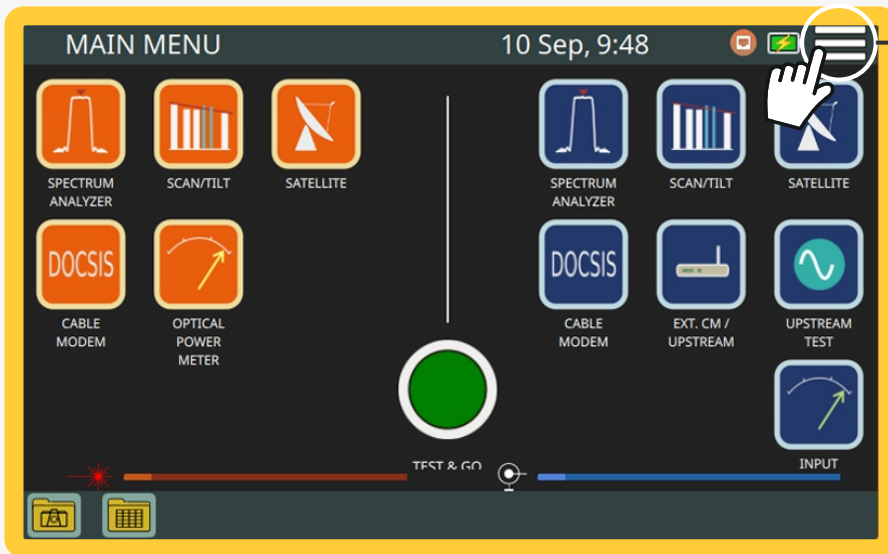 MAIN MENU
10 Sep, 9:48
SPECTRUM
ANALYZER
SCAN/TILT
SATELLITE
SPECTRUM
ANALYZER
SCAN/TILT
SATELLITE
DOCSIS
CABLE
MODEM
OPTICAL
POWER
METER
DOCSIS
CABLE
MODEM
EXT. CM /
UPSTREAM
UPSTREAM
TEST
TEST & GO
INPUT